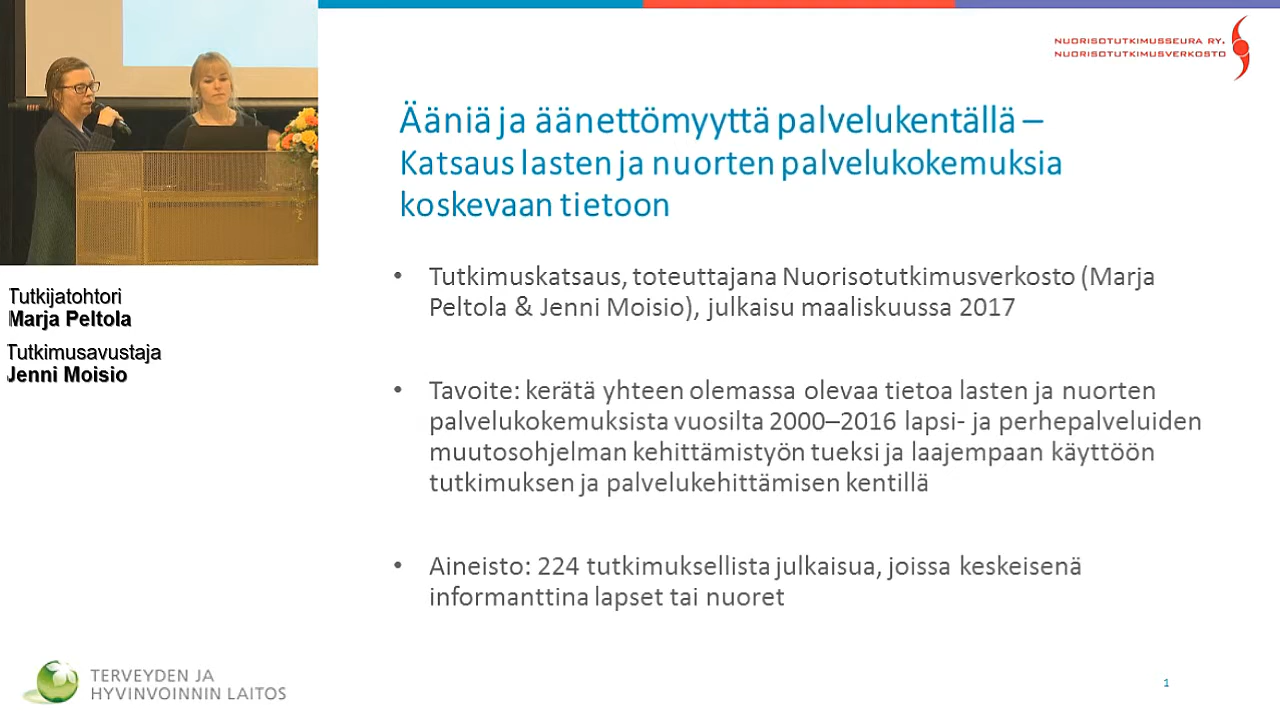 NUORISOTUTKIMUSSEURA RY.
NUORISOTUTKIMUSVERKOSTO
Ääniä ja äänettömyyttä palvelukentällä –
Katsaus lasten ja nuorten palvelukokemuksia
koskevaan tietoon
Tutkijatohtori
Marja Peltola
Tutkimusavustaja
Jenni Moisio
• Tutkimuskatsaus, toteuttajana Nuorisotutkimusverkosto (Marja
Peltola & Jenni Moisio), julkaisu maaliskuussa 2017
• Tavoite: kerätä yhteen olemassa olevaa tietoa lasten ja nuorten
palvelukokemuksista vuosilta 2000–2016 lapsi- ja perhepalveluiden
muutosohjelman kehittämistyön tueksi ja laajempaan käyttöön
tutkimuksen ja palvelukehittämisen kentillä
• Aineisto: 224 tutkimuksellista julkaisua, joissa keskeisenä
informanttina lapset tai nuoret
TERVEYDEN JA
HYVINVOINNIN LAITOS
1